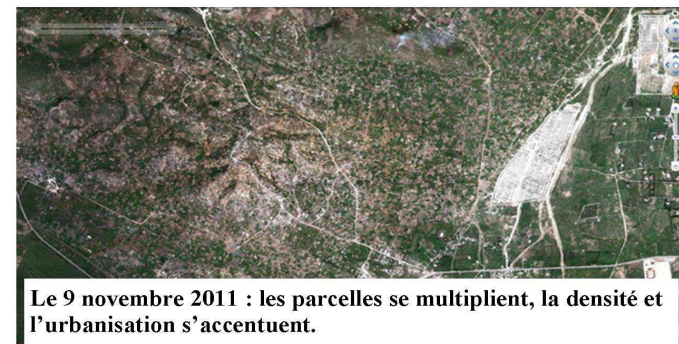 Le 9 novembre 2011 : les parcelles se multiplient, la densité et
l’urbanisation s’accentuent.